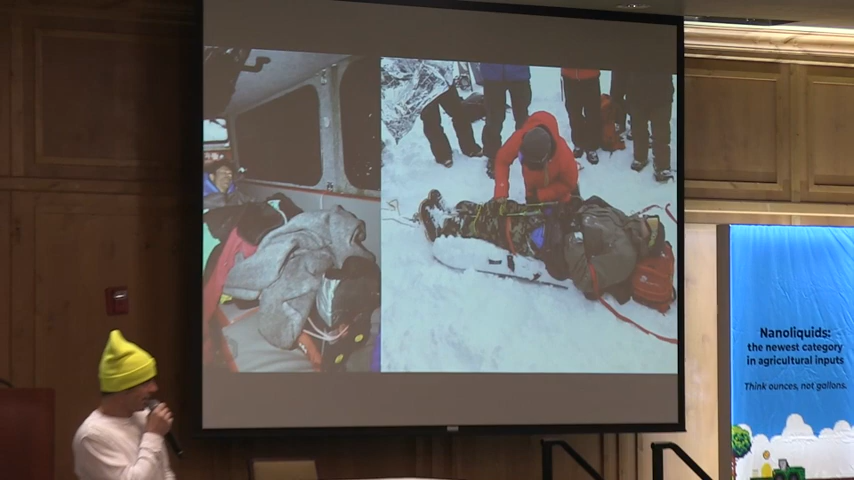 Nanoliquids:
the newest category
in agricultural inputs
Think ounces, not gallons.